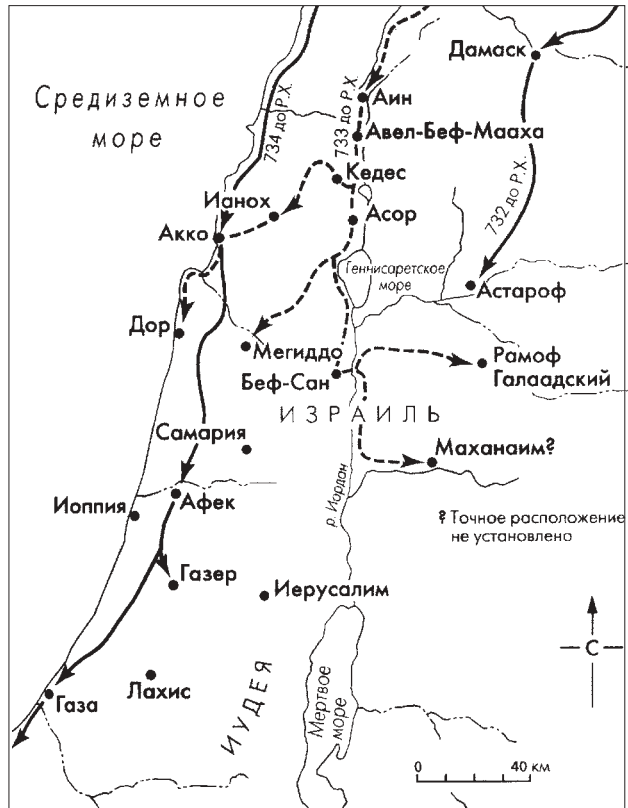 Дамаск
Средиземное
море
734 до Р.Х.
733 до Р.Х.
Аин
Авел-Беф-Мааха
Кедес
Ианох
Асор
Акко
732 до Р.Х.
Геннисаретское
море
Астароф
Дор
Мегиддо
Рамоф
Галаадский
Беф-Сан
ИЗРАИЛЬ
Самария
Маханаим?
р. Иордан
Иоппия
Афек
? Точное расположение
не установлено
Газер
Иерусалим
С
Лахис
Газа
ИУДЕЯ
Мертвое
море
0 40 км